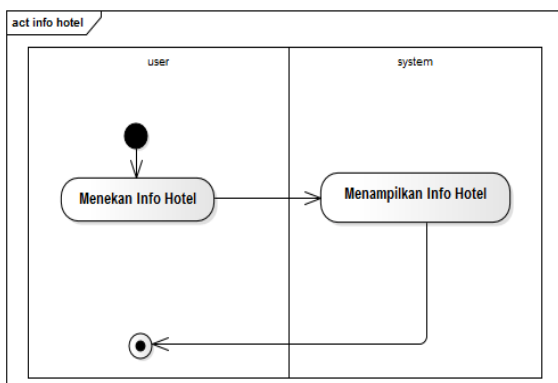 act info hotel
user
system
Menekan Info Hotel
Menampilkan Info Hotel